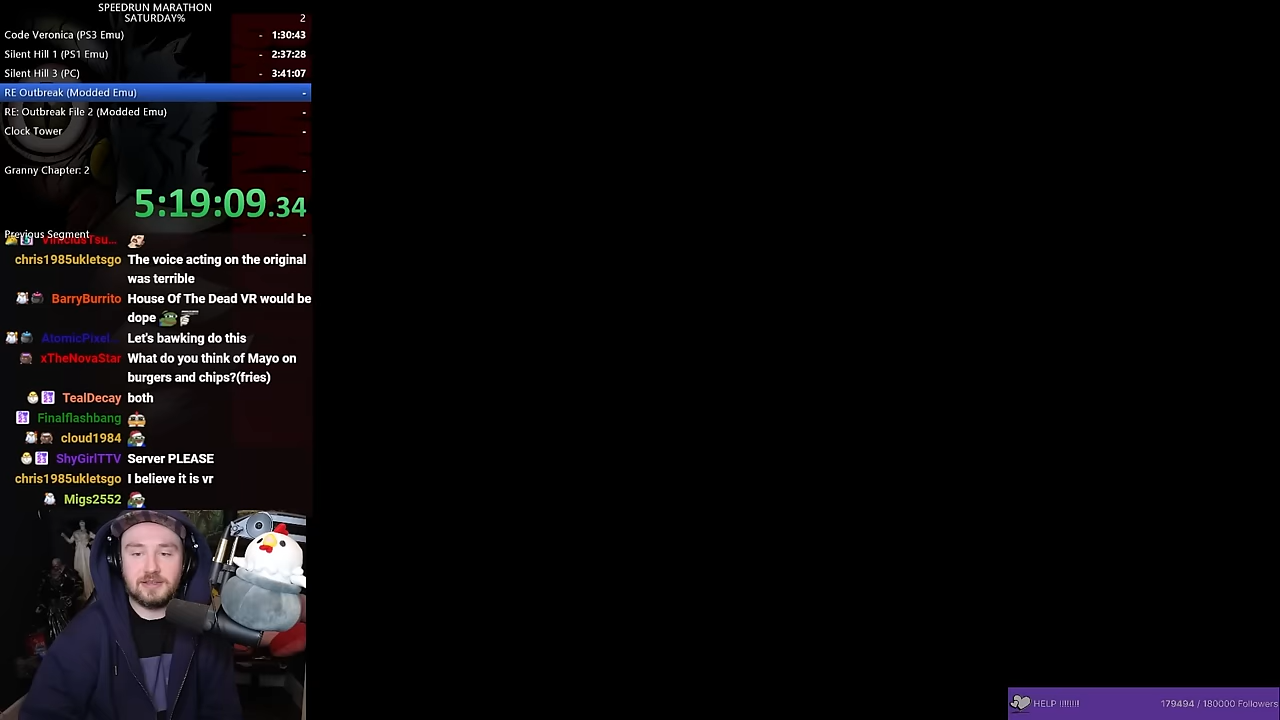 SPEEDRUN MARATHON
SATURDAY%
2
Code Veronica (PS3 Emu) - 1:30:43
Silent Hill 1 (PS1 Emu) - 2:37:28
Silent Hill 3 (PC) - 3:41:07
RE Outbreak (Modded Emu) -
RE: Outbreak File 2 (Modded Emu) -
Clock Tower -
Granny Chapter: 2 -
5:19:09.34
Previous Segment -
ViniciusTsu...
chris1985ukletsgo The voice acting on the original
was terrible
BarryBurrito House Of The Dead VR would be
dope
AtomicPixel... Let's bawking do this
xTheNovaStar What do you think of Mayo on
burgers and chips?(fries)
TealDecay both
Finalflashbang
cloud1984
ShyGirlTTV Server PLEASE
chris1985ukletsgo I believe it is vr
Migs2552
HELP !!!!!!! 179494 / 180000 Followers